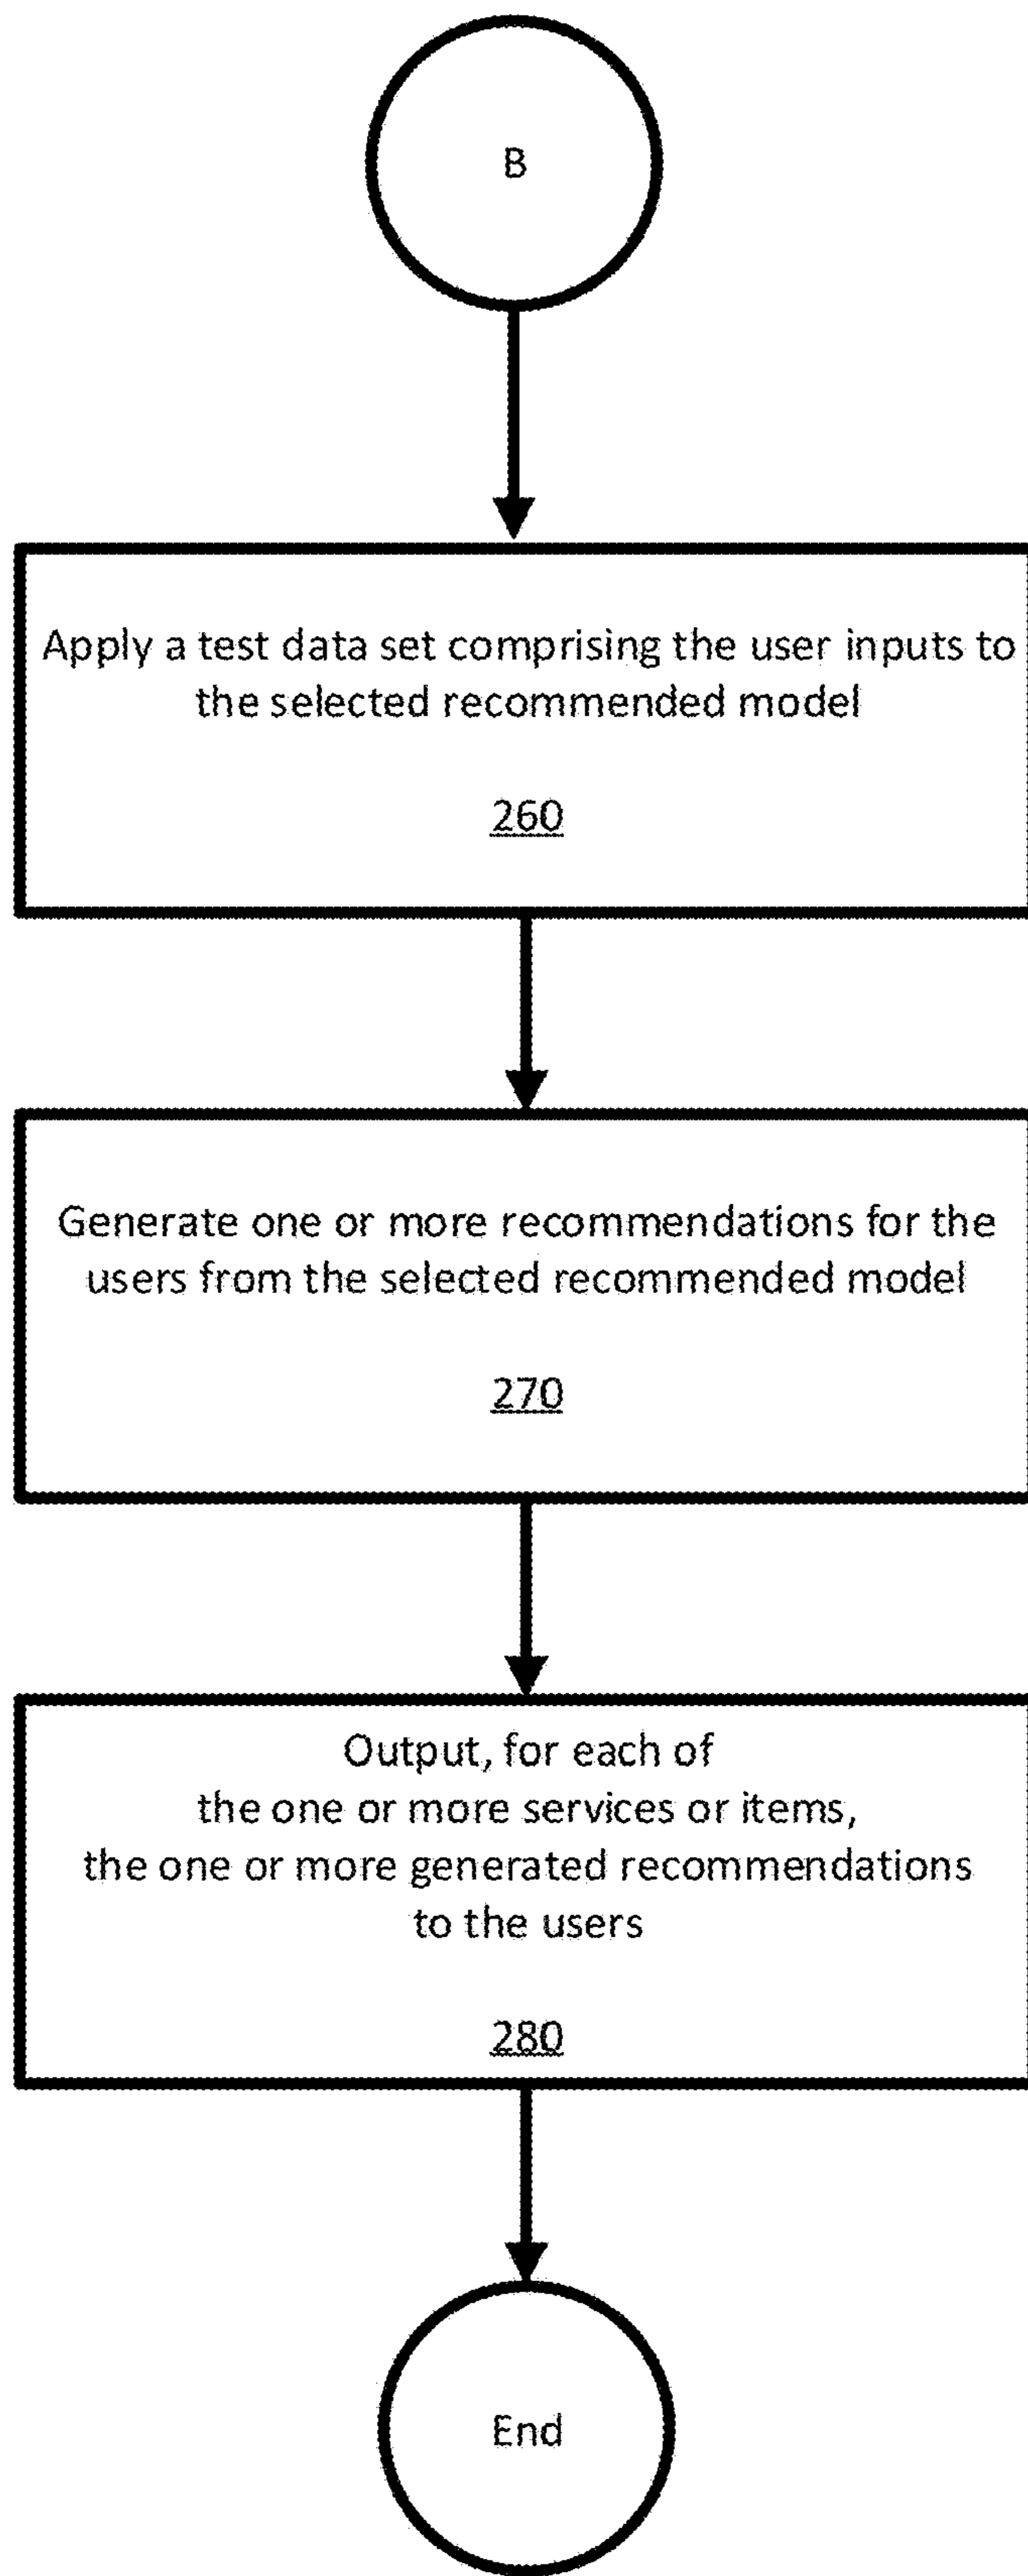 B
Apply a test data set comprising the user inputs to
the selected recommended model
260
Generate one or more recommendations for the
users from the selected recommended model
270
Output, for each of
the one or more services or items,
the one or more generated recommendations
to the users
280
End